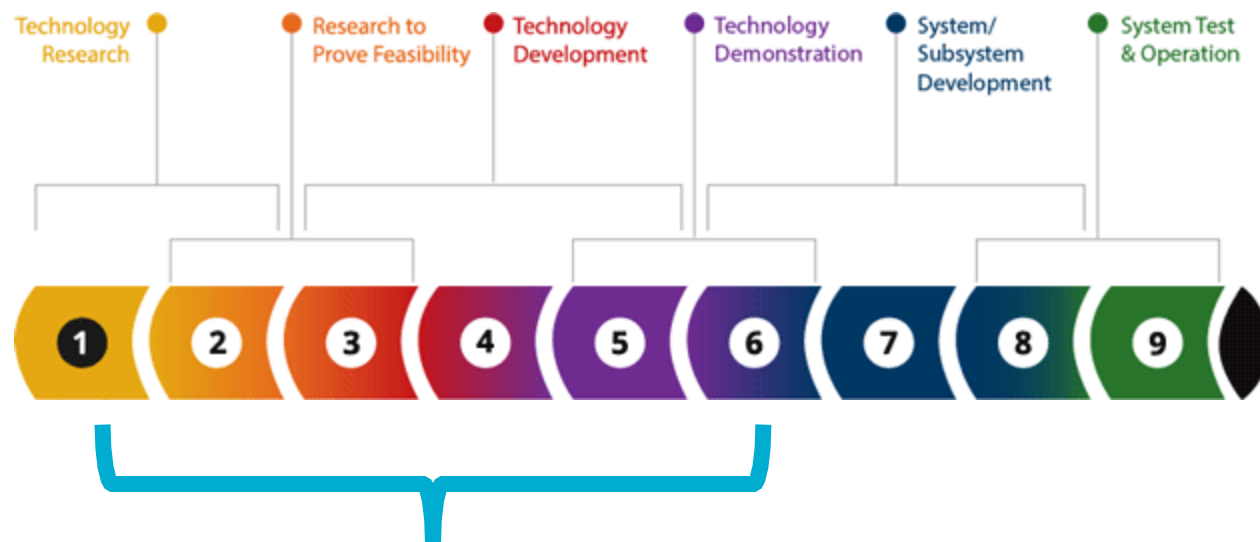 Technology
Research
Research to
Prove Feasibility
Technology
Development
Technology
Demonstration
System/
Subsystem
Development
System Test
& Operation
1
2
3
4
5
6
7
8
9